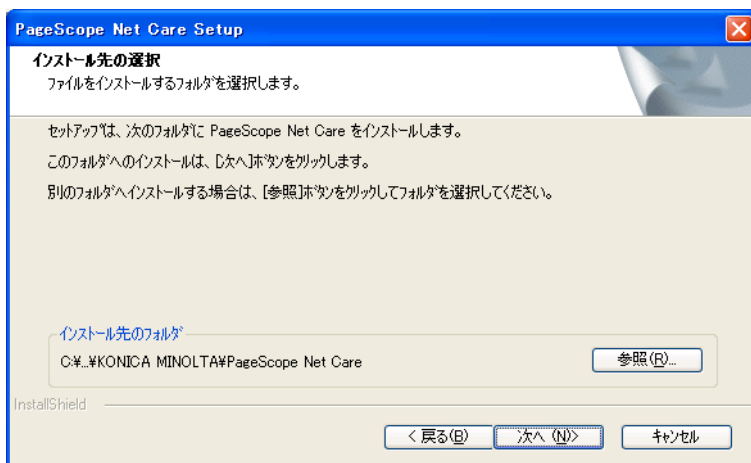 PageScope Net Care Setup
インストール先の選択
ファイルをインストールするフォルダを選択します。
セットアップは、次のフォルダに PageScope Net Care をインストールします。
このフォルダへのインストールは、[次へ]ボタンをクリックします。
別のフォルダへインストールする場合は、[参照]ボタンをクリックしてフォルダを選択してください。
インストール先のフォルダ
C:¥...¥KONICA MINOLTA¥PageScope Net Care
参照(R)...
InstallShield
< 戻る(B)
次へ (N)>
キャンセル